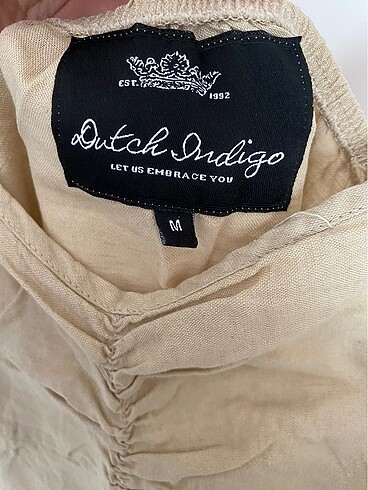 EST. 1992
Dutch Indigo
LET US EMBRACE YOU
M